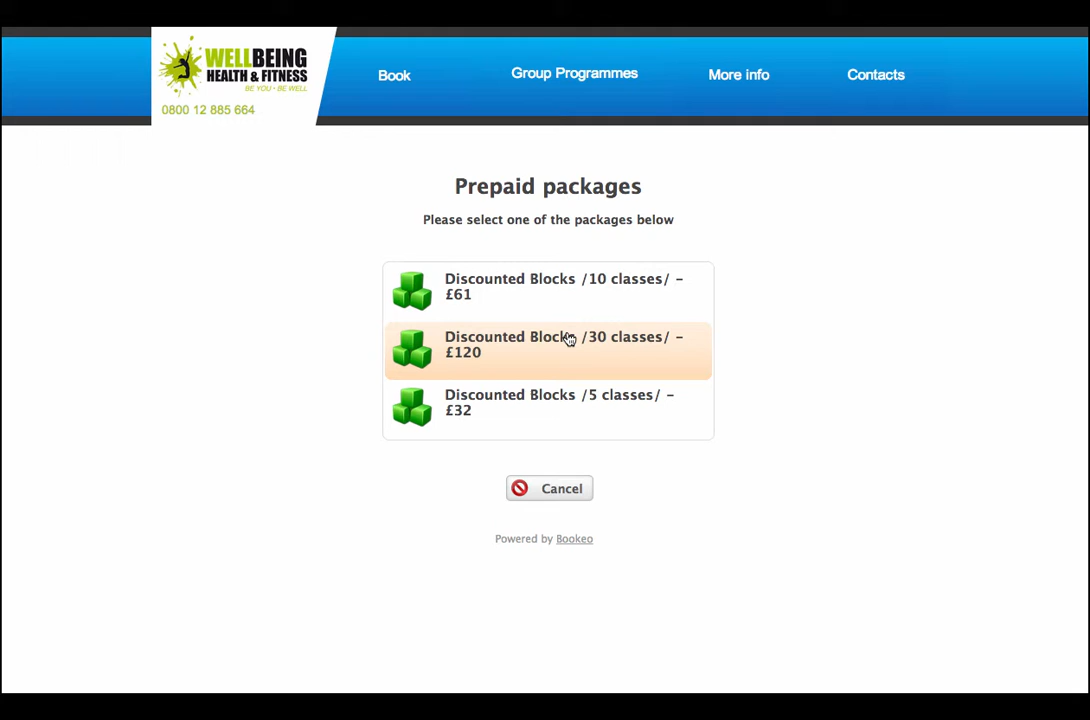 WELLBEING
HEALTH & FITNESS
BE YOU • BE WELL
0800 12 885 664
Book
Group Programmes
More info
Contacts
Prepaid packages
Please select one of the packages below
Discounted Blocks /10 classes/ –
£61
Discounted Blocks /30 classes/ –
£120
Discounted Blocks /5 classes/ –
£32
Cancel
Powered by Bookeo